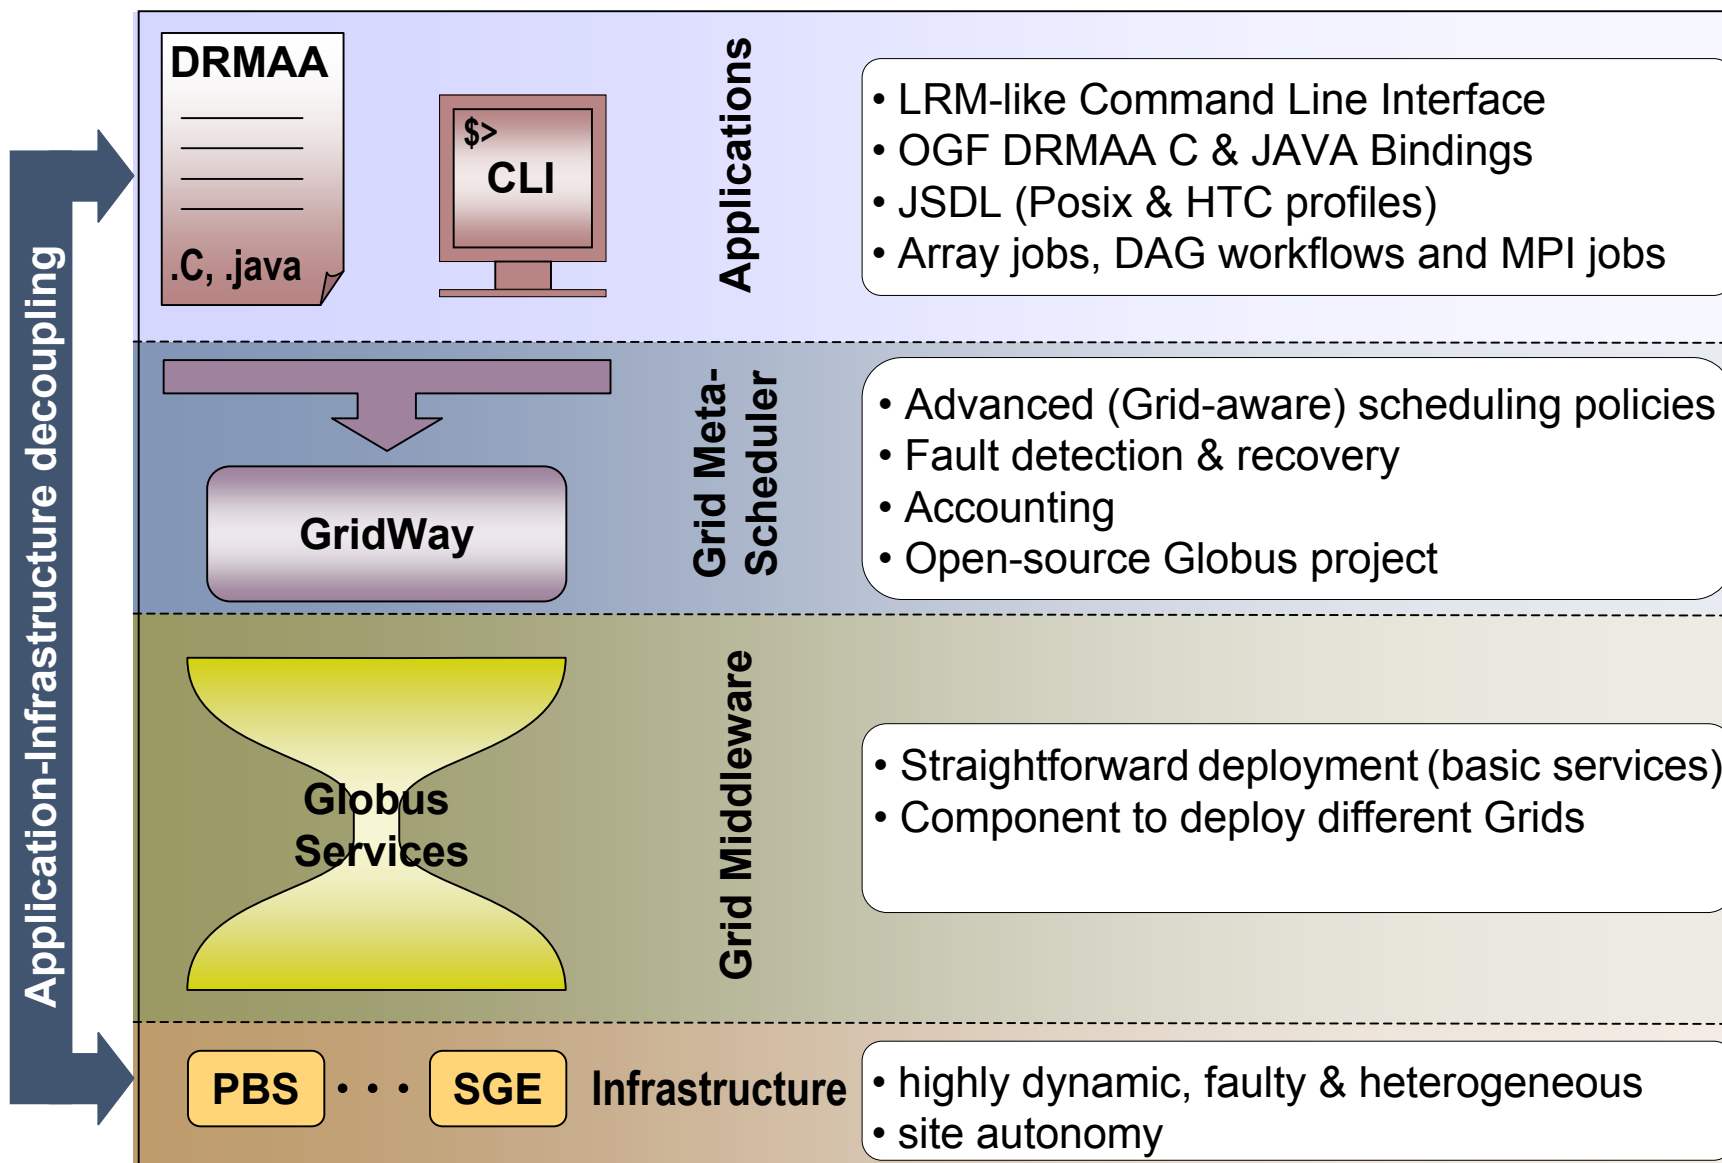 Application-Infrastructure decoupling
DRMAA
.C, .java
$>
CLI
Applications
• LRM-like Command Line Interface
• OGF DRMAA C & JAVA Bindings
• JSDL (Posix & HTC profiles)
• Array jobs, DAG workflows and MPI jobs
GridWay
Grid Meta-
Scheduler
• Advanced (Grid-aware) scheduling policies
• Fault detection & recovery
• Accounting
• Open-source Globus project
Globus
Services
Grid Middleware
• Straightforward deployment (basic services)
• Component to deploy different Grids
PBS
• • •
SGE
Infrastructure
• highly dynamic, faulty & heterogeneous
• site autonomy